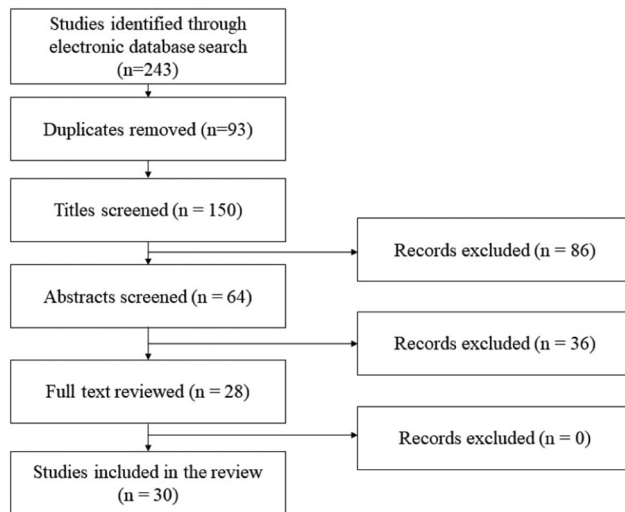 Studies identified through
electronic database search
(n=243)
Duplicates removed (n=93)
Titles screened (n = 150)
Records excluded (n = 86)
Abstracts screened (n = 64)
Records excluded (n = 36)
Full text reviewed (n = 28)
Records excluded (n = 0)
Studies included in the review
(n = 30)